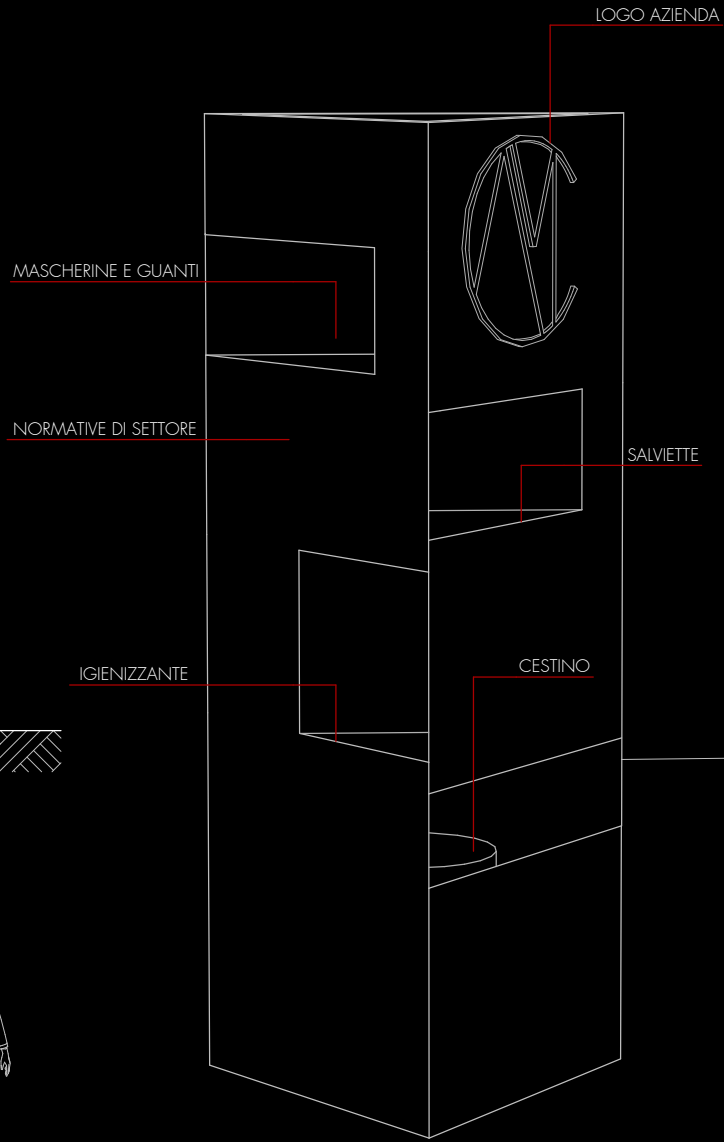 LOGO AZIENDA
MASCHERINE E GUANTI
NORMATIVE DI SETTORE
SALVIETTE
CESTINO
IGIENIZZANTE